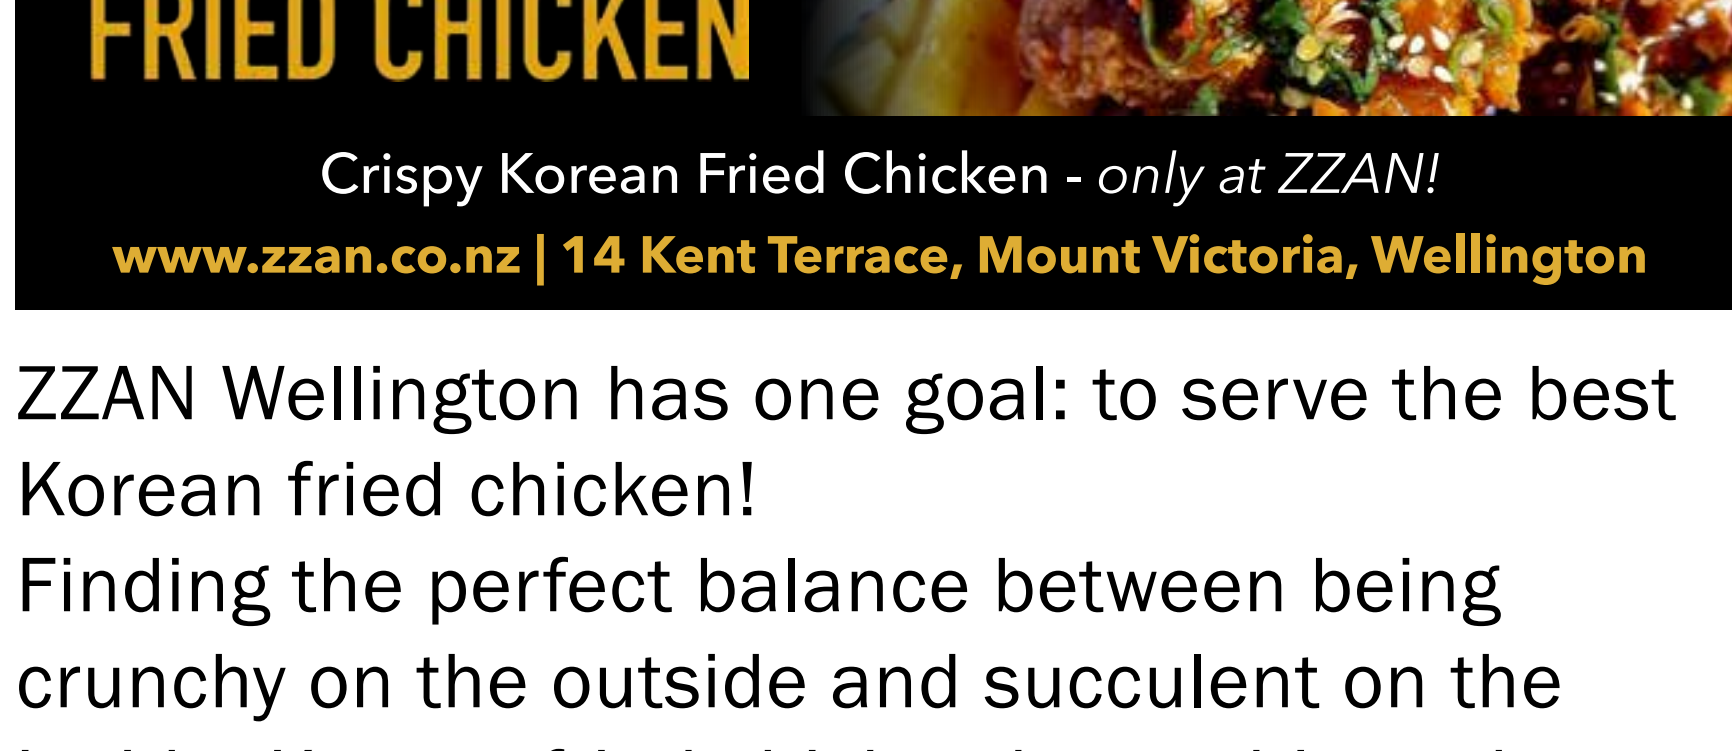 FRIED CHICKEN
Crispy Korean Fried Chicken - only at ZZAN!
www.zzan.co.nz | 14 Kent Terrace, Mount Victoria, Wellington
ZZAN Wellington has one goal: to serve the best
Korean fried chicken!
Finding the perfect balance between being
crunchy on the outside and succulent on the